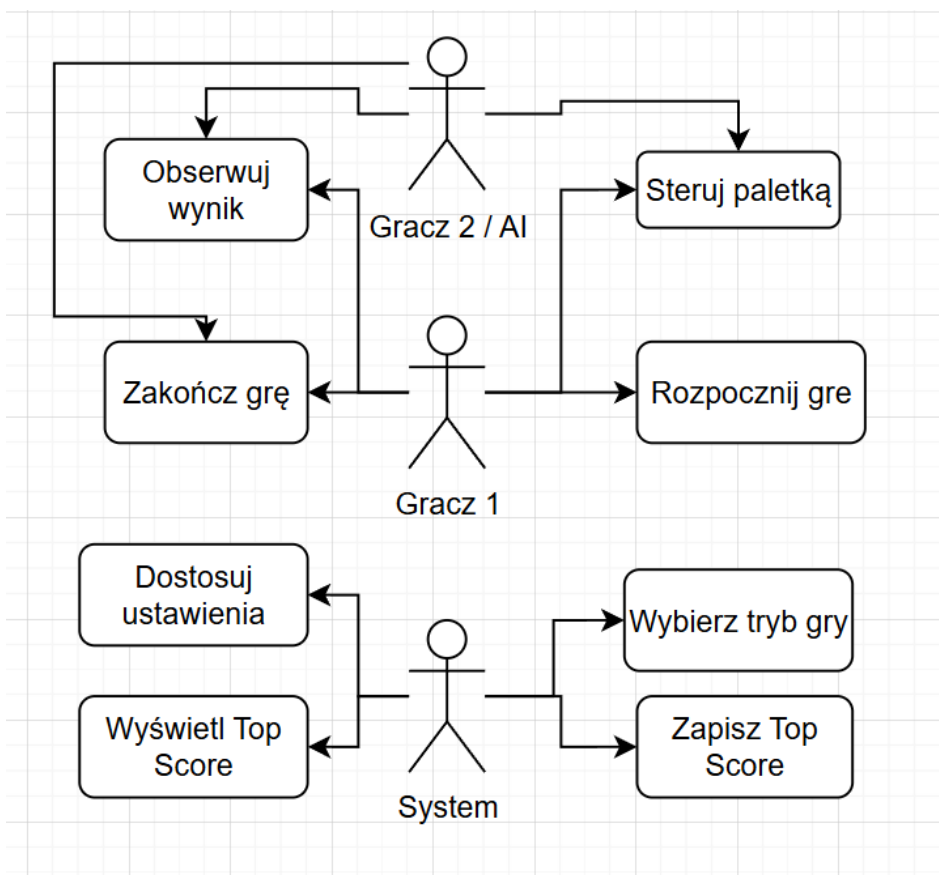 Obserwuj
wynik
Gracz 2 / AI
Steruj paletką
Zakończ grę
Gracz 1
Rozpocznij gre
Dostosuj
ustawienia
Wybierz tryb gry
Wyświetl Top
Score
System
Zapisz Top
Score